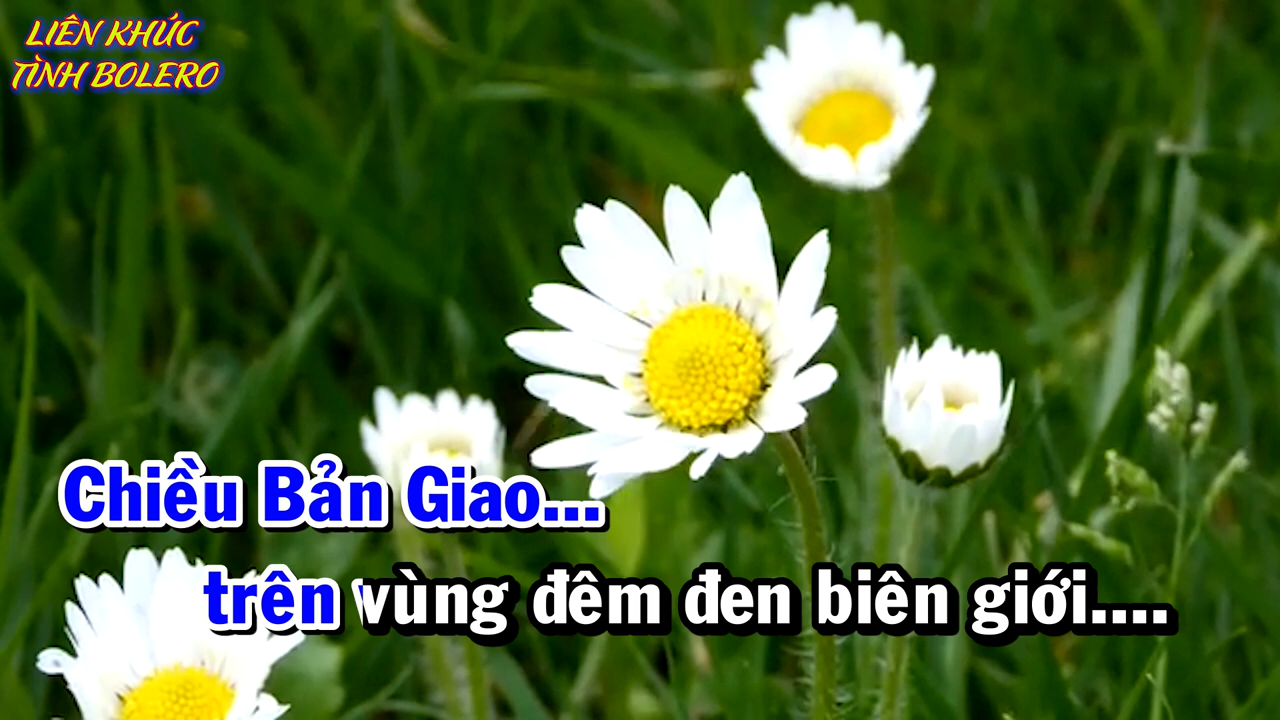 LIÊN KHÚC
TÌNH BOLERO
Chiều Bản Giao...
trên vùng đêm đen biên giới....